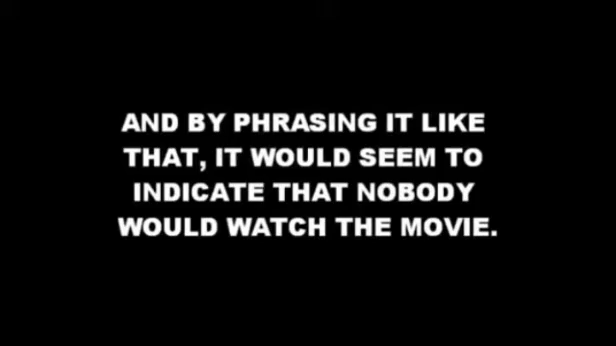 AND BY PHRASING IT LIKE
THAT, IT WOULD SEEM TO
INDICATE THAT NOBODY
WOULD WATCH THE MOVIE.